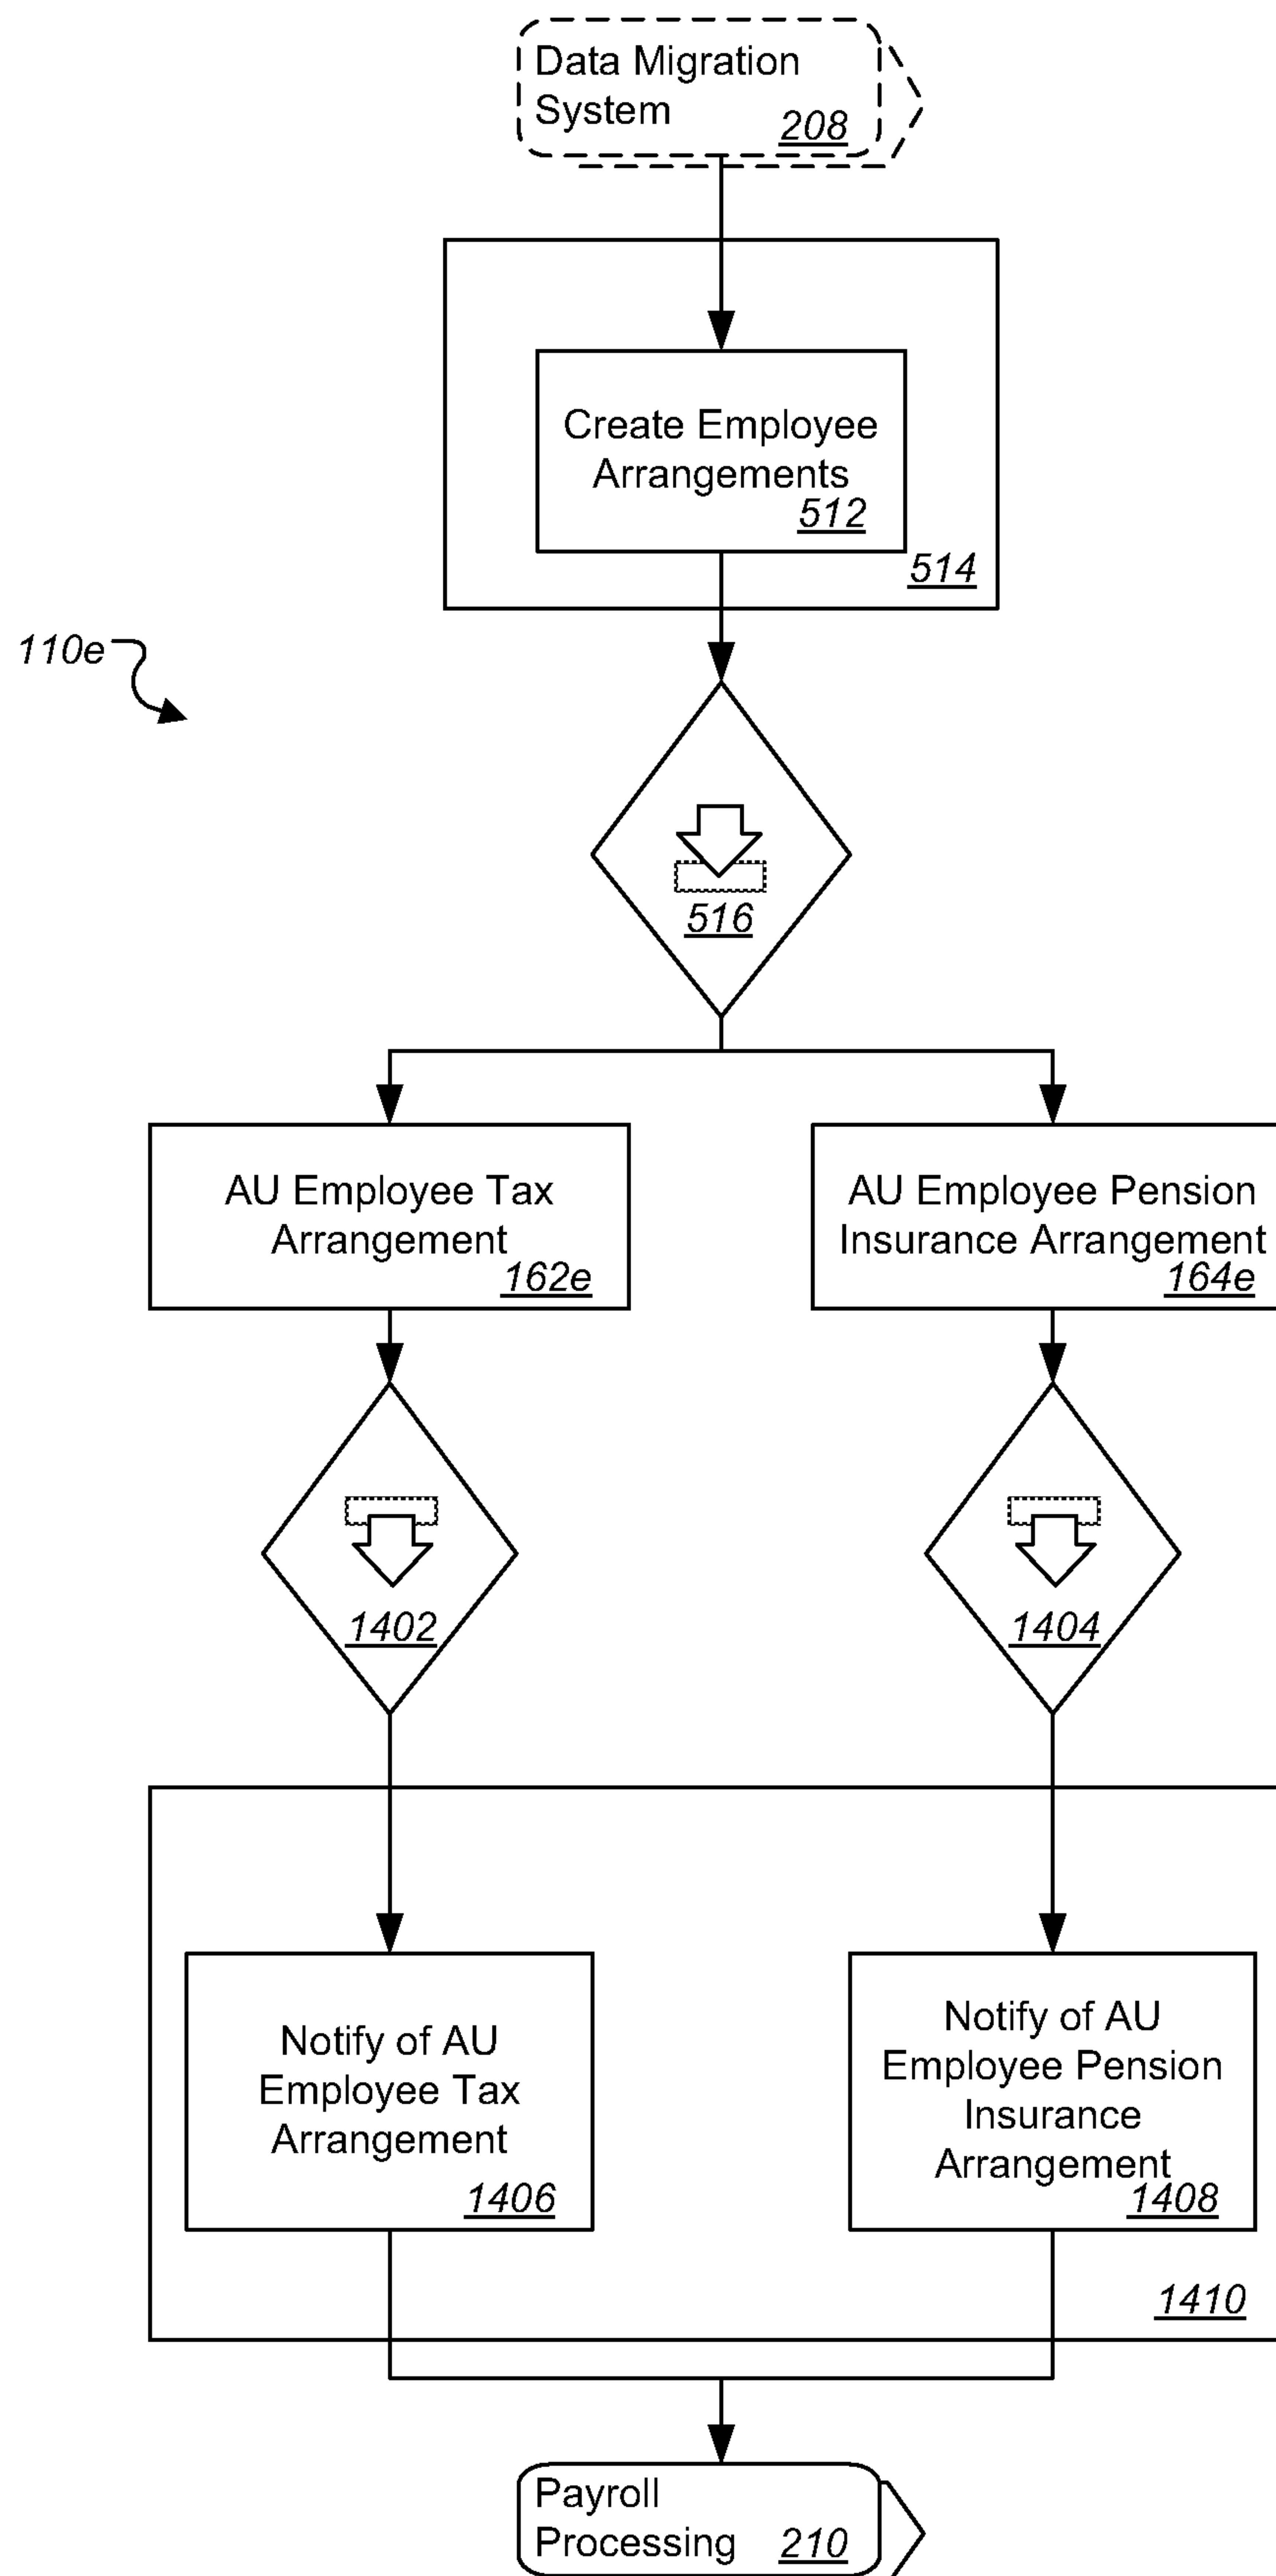 Data Migration
System 208
Create Employee
Arrangements
512
514
110e
516
AU Employee Tax
Arrangement
162e
AU Employee Pension
Insurance Arrangement
164e
1402
1404
Notify of AU
Employee Tax
Arrangement
1406
Notify of AU
Employee Pension
Insurance
Arrangement
1408
1410
Payroll
Processing 210